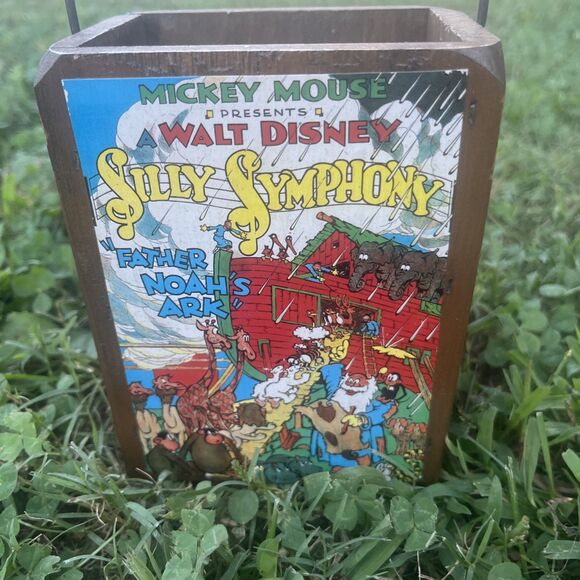 MICKEY MOUSE
PRESENTS
A WALT DISNEY
SILLY SYMPHONY
"FATHER
NOAH'S
ARK"